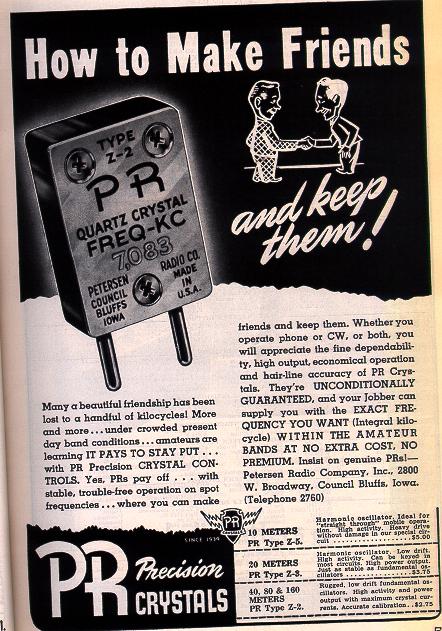 How to Make Friends
and keep
them!
TYPE
Z-2
PR
QUARTZ CRYSTAL
FREQ-KC
7,083
PETERSEN
COUNCIL
BLUFFS
IOWA
RADIO CO.
MADE
IN
U.S.A.
Many a beautiful friendship has been
lost to a handful of kilocycles! More
and more...under crowded present
day band conditions...amateurs are
learning IT PAYS TO STAY PUT...
with PR Precision CRYSTAL CON-
TROLS. Yes, PRs pay off . . . with
stable, trouble-free operation on spot
frequencies...where you can make
friends and keep them. Whether you
operate phone or CW, or both, you
will appreciate the fine dependabili-
ty, high output, economical operation
and hair-line accuracy of PR Crys-
tals. They're UNCONDITIONALLY
GUARANTEED, and your Jobber can
supply you with the EXACT FRE-
QUENCY YOU WANT (Integral kilo-
cycle) WITHIN THE AMATEUR
BANDS AT NO EXTRA COST, NO
PREMIUM. Insist on genuine PRs!—
Petersen Radio Company, Inc., 2800
W. Broadway, Council Bluffs, Iowa.
(Telephone 2760)
SINCE 1934
PR
CRYSTALS
PR Precision
CRYSTALS
10 METERS
PR Type Z-5.
Harmonic oscillator. Ideal for
"straight through" mobile opera-
tion. High activity. Heavy drive
without damage in our special cir-
cuit ........$5.00
20 METERS
PR Type Z-3.
Harmonic oscillator. Low drift.
High activity. Can be keyed in
most circuits. High power output.
Just as stable as fundamental os-
cillators ........$3.75
40, 80 & 160
METERS
PR Type Z-2.
Rugged, low drift fundamental os-
cillators. High activity and power
output with maximum crystal cur-
rents. Accurate calibration..$2.75